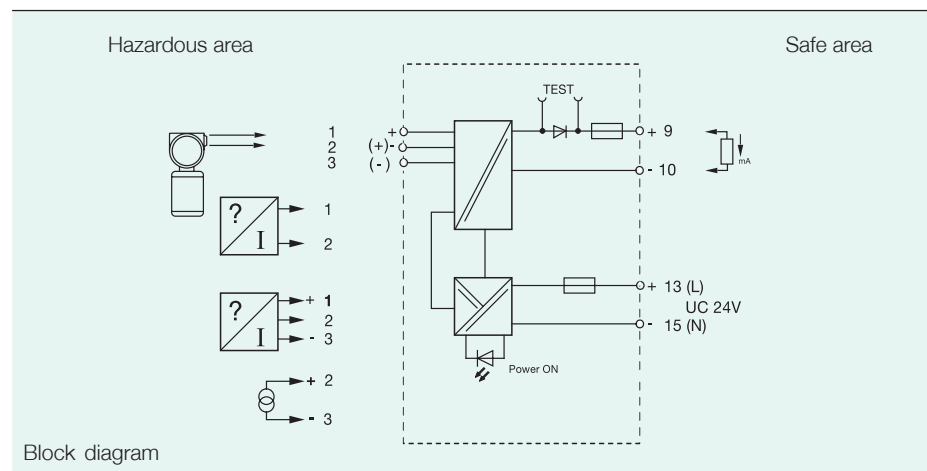 Hazardous area
Safe area
TEST
1
+
+ 9
2
(+)-
3
(-)
- 10
mA
1
?
I
2
+ 1
?
2
I
- 3
+ 13 (L)
UC 24V
- 15 (N)
Power ON
+ 2
- 3
Block diagram